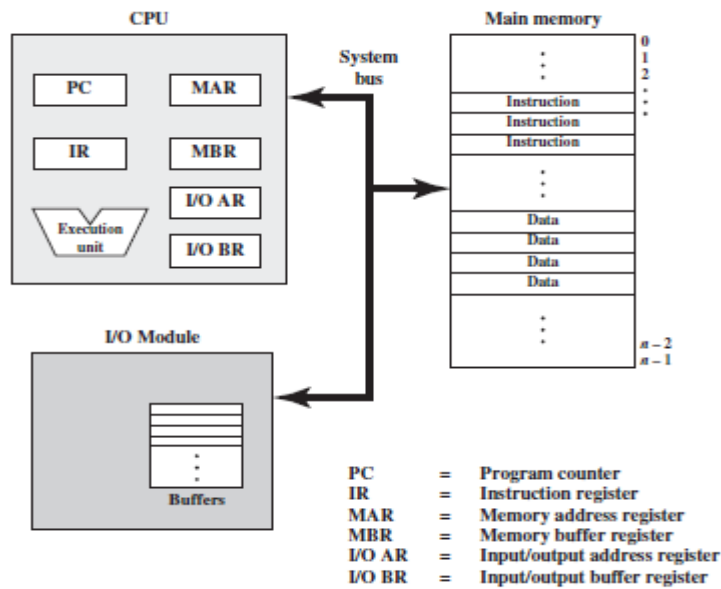 CPU
PC
MAR
IR
MBR
I/O AR
Execution
unit
I/O BR
System
bus
Main memory
0
1
2
Instruction
Instruction
Instruction
Data
Data
Data
Data
n – 2
n – 1
I/O Module
Buffers
PC = Program counter
IR = Instruction register
MAR = Memory address register
MBR = Memory buffer register
I/O AR = Input/output address register
I/O BR = Input/output buffer register